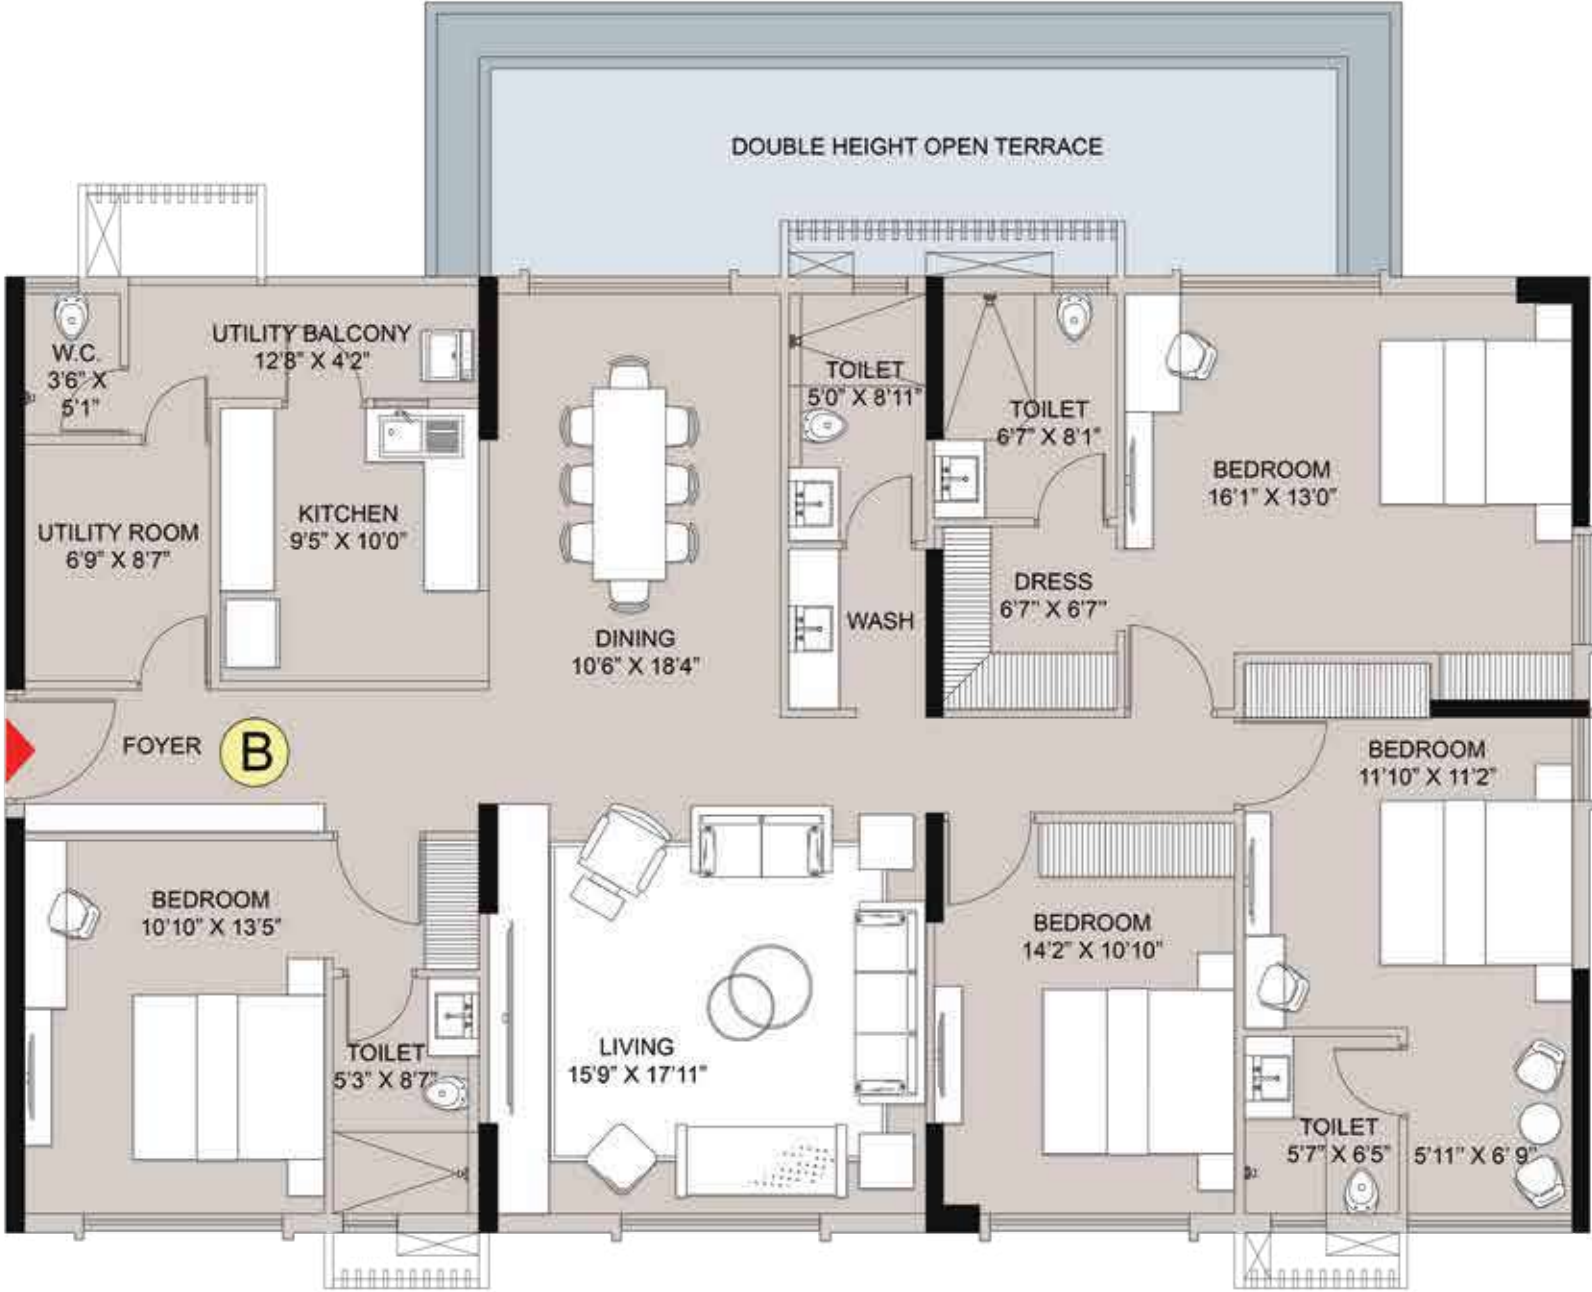 DOUBLE HEIGHT OPEN TERRACE
UTILITY BALCONY
12'8" X 4'2"
W.C.
3'6" X
5'1"
TOILET
5'0" X 8'11"
TOILET
6'7" X 8'1"
BEDROOM
16'1" X 13'0"
UTILITY ROOM
6'9" X 8'7"
KITCHEN
9'5" X 10'0"
DINING
10'6" X 18'4"
WASH
DRESS
6'7" X 6'7"
FOYER
B
BEDROOM
11'10" X 11'2"
BEDROOM
10'10" X 13'5"
BEDROOM
14'2" X 10'10"
TOILET
5'3" X 8'7"
LIVING
15'9" X 17'11"
TOILET
5'7" X 6'5"
5'11" X 6' 9"